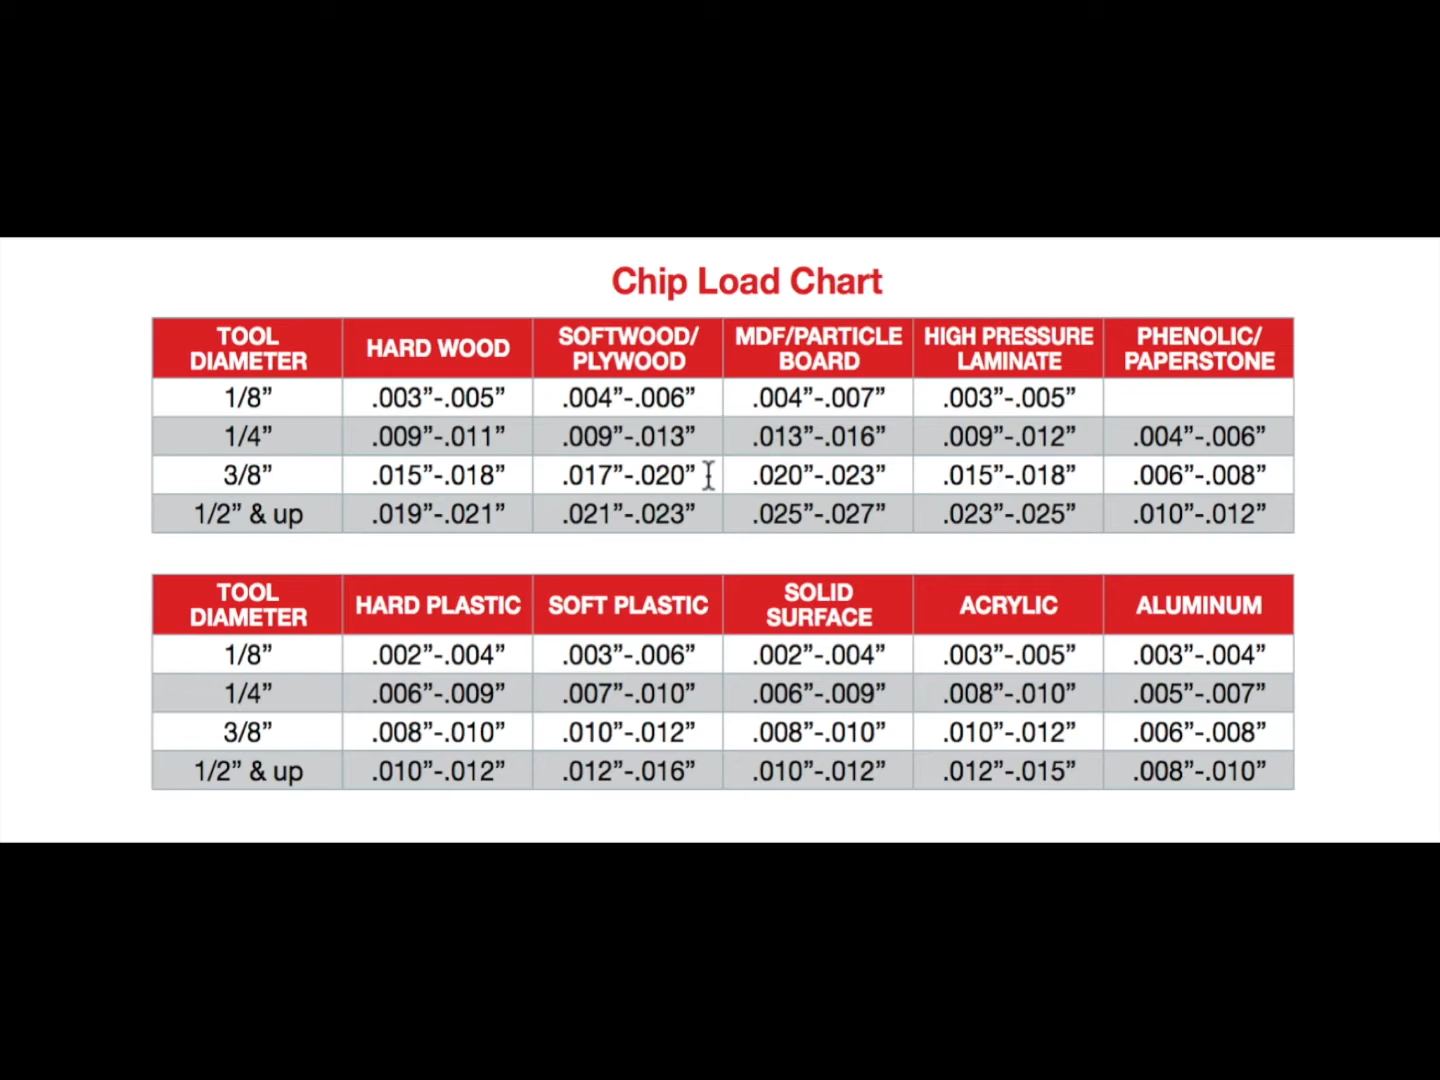 Chip Load Chart
TOOL DIAMETER HARD WOOD SOFTWOOD/ PLYWOOD MDF/PARTICLE BOARD HIGH PRESSURE LAMINATE PHENOLIC/ PAPERSTONE
1/8” .003”-.005” .004”-.006” .004”-.007” .003”-.005”
1/4” .009”-.011” .009”-.013” .013”-.016” .009”-.012” .004”-.006”
3/8” .015”-.018” .017”-.020” .020”-.023” .015”-.018” .006”-.008”
1/2” & up .019”-.021” .021”-.023” .025”-.027” .023”-.025” .010”-.012”
TOOL DIAMETER HARD PLASTIC SOFT PLASTIC SOLID SURFACE ACRYLIC ALUMINUM
1/8” .002”-.004” .003”-.006” .002”-.004” .003”-.005” .003”-.004”
1/4” .006”-.009” .007”-.010” .006”-.009” .008”-.010” .005”-.007”
3/8” .008”-.010” .010”-.012” .008”-.010” .010”-.012” .006”-.008”
1/2” & up .010”-.012” .012”-.016” .010”-.012” .012”-.015” .008”-.010”